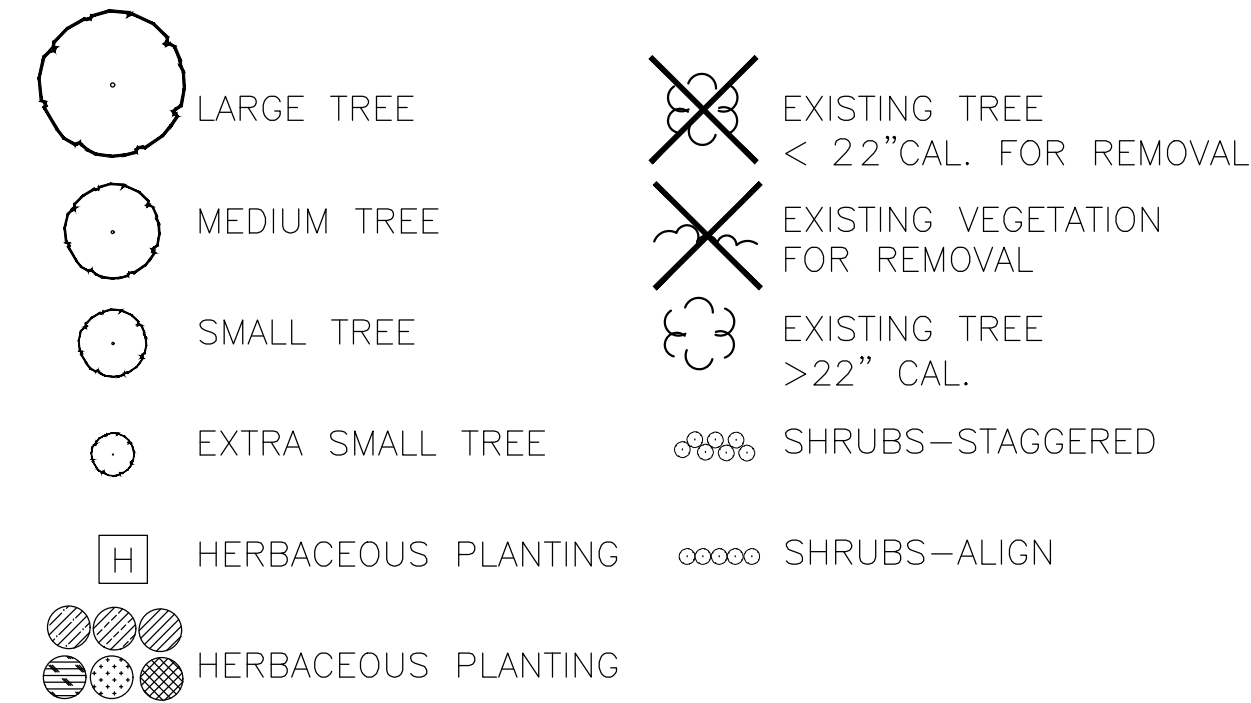 LARGE TREE
MEDIUM TREE
SMALL TREE
EXTRA SMALL TREE
H HERBACEOUS PLANTING
HERBACEOUS PLANTING
EXISTING TREE
< 22”CAL. FOR REMOVAL
EXISTING VEGETATION
FOR REMOVAL
EXISTING TREE
>22” CAL.
SHRUBS–STAGGERED
SHRUBS–ALIGN